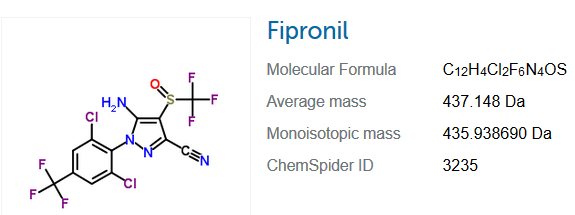 Fipronil
Molecular Formula C12H4Cl2F6N4OS
Average mass 437.148 Da
Monoisotopic mass 435.938690 Da
ChemSpider ID 3235
O F
H2N S F
Cl F
N
N C N
F
F Cl
F